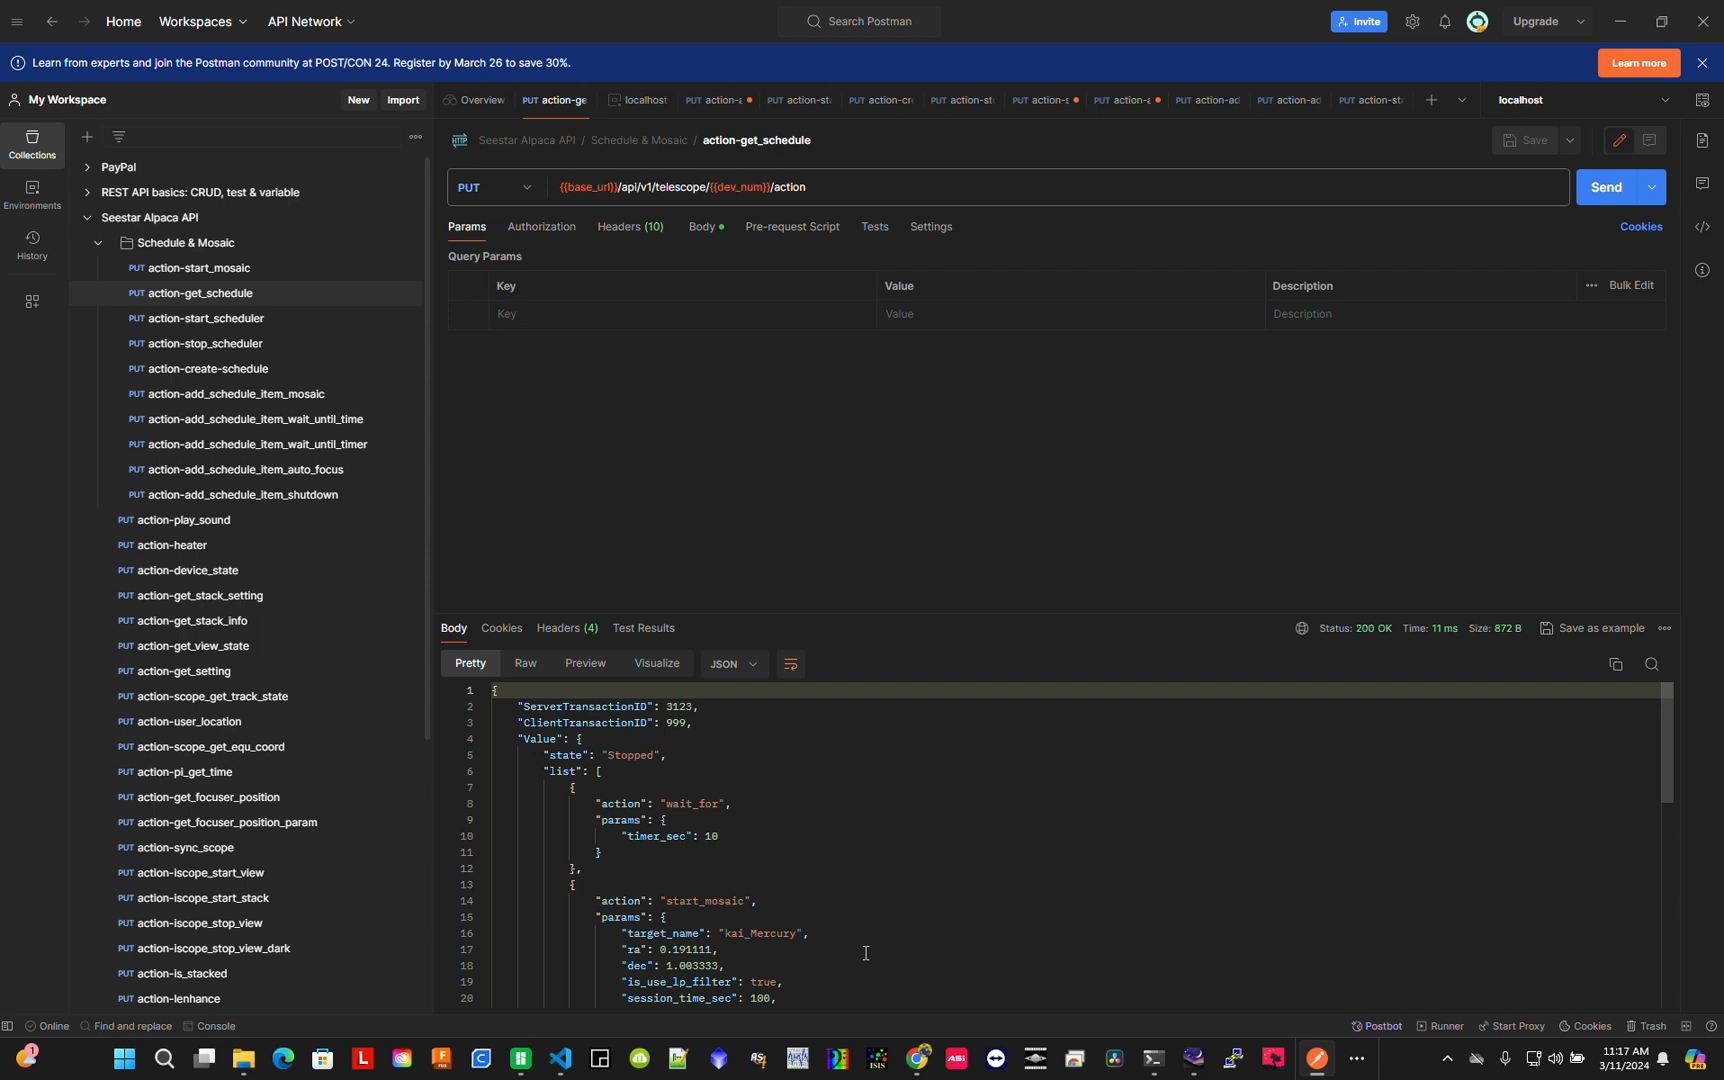 Home Workspaces API Network Search Postman Invite Upgrade
Learn from experts and join the Postman community at POST/CON 24. Register by March 26 to save 30%. Learn more
My Workspace New Import Overview PUT action-ge localhost PUT action-a PUT action-sta PUT action-cr PUT action-st PUT action-s PUT action-a PUT action-ad PUT action-ad PUT action-sta localhost
Collections
Environments
History
PayPal
REST API basics: CRUD, test & variable
Seestar Alpaca API
Schedule & Mosaic
PUT action-start_mosaic
PUT action-get_schedule
PUT action-start_scheduler
PUT action-stop_scheduler
PUT action-create-schedule
PUT action-add_schedule_item_mosaic
PUT action-add_schedule_item_wait_until_time
PUT action-add_schedule_item_wait_until_timer
PUT action-add_schedule_item_auto_focus
PUT action-add_schedule_item_shutdown
PUT action-play_sound
PUT action-heater
PUT action-device_state
PUT action-get_stack_setting
PUT action-get_stack_info
PUT action-get_view_state
PUT action-get_setting
PUT action-scope_get_track_state
PUT action-user_location
PUT action-scope_get_equ_coord
PUT action-pi_get_time
PUT action-get_focuser_position
PUT action-get_focuser_position_param
PUT action-sync_scope
PUT action-iscope_start_view
PUT action-iscope_start_stack
PUT action-iscope_stop_view
PUT action-iscope_stop_view_dark
PUT action-is_stacked
PUT action-lenhance
HTTP Seestar Alpaca API / Schedule & Mosaic / action-get_schedule Save
PUT {{base_url}}/api/v1/telescope/{{dev_num}}/action Send
Params Authorization Headers (10) Body Pre-request Script Tests Settings Cookies
Query Params
Key Value Description Bulk Edit
Key Value Description
Body Cookies Headers (4) Test Results Status: 200 OK Time: 11 ms Size: 872 B Save as example
Pretty Raw Preview Visualize JSON
1 {
2 "ServerTransactionID": 3123,
3 "ClientTransactionID": 999,
4 "Value": {
5 "state": "Stopped",
6 "list": [
7 {
8 "action": "wait_for",
9 "params": {
10 "timer_sec": 10
11 }
12 },
13 {
14 "action": "start_mosaic",
15 "params": {
16 "target_name": "kai_Mercury",
17 "ra": 0.191111,
18 "dec": 1.003333,
19 "is_use_lp_filter": true,
20 "session_time_sec": 100,
Online Find and replace Console Postbot Runner Start Proxy Cookies Trash
1 L F ASI ISIS 11:17 AM
3/11/2024 PRE